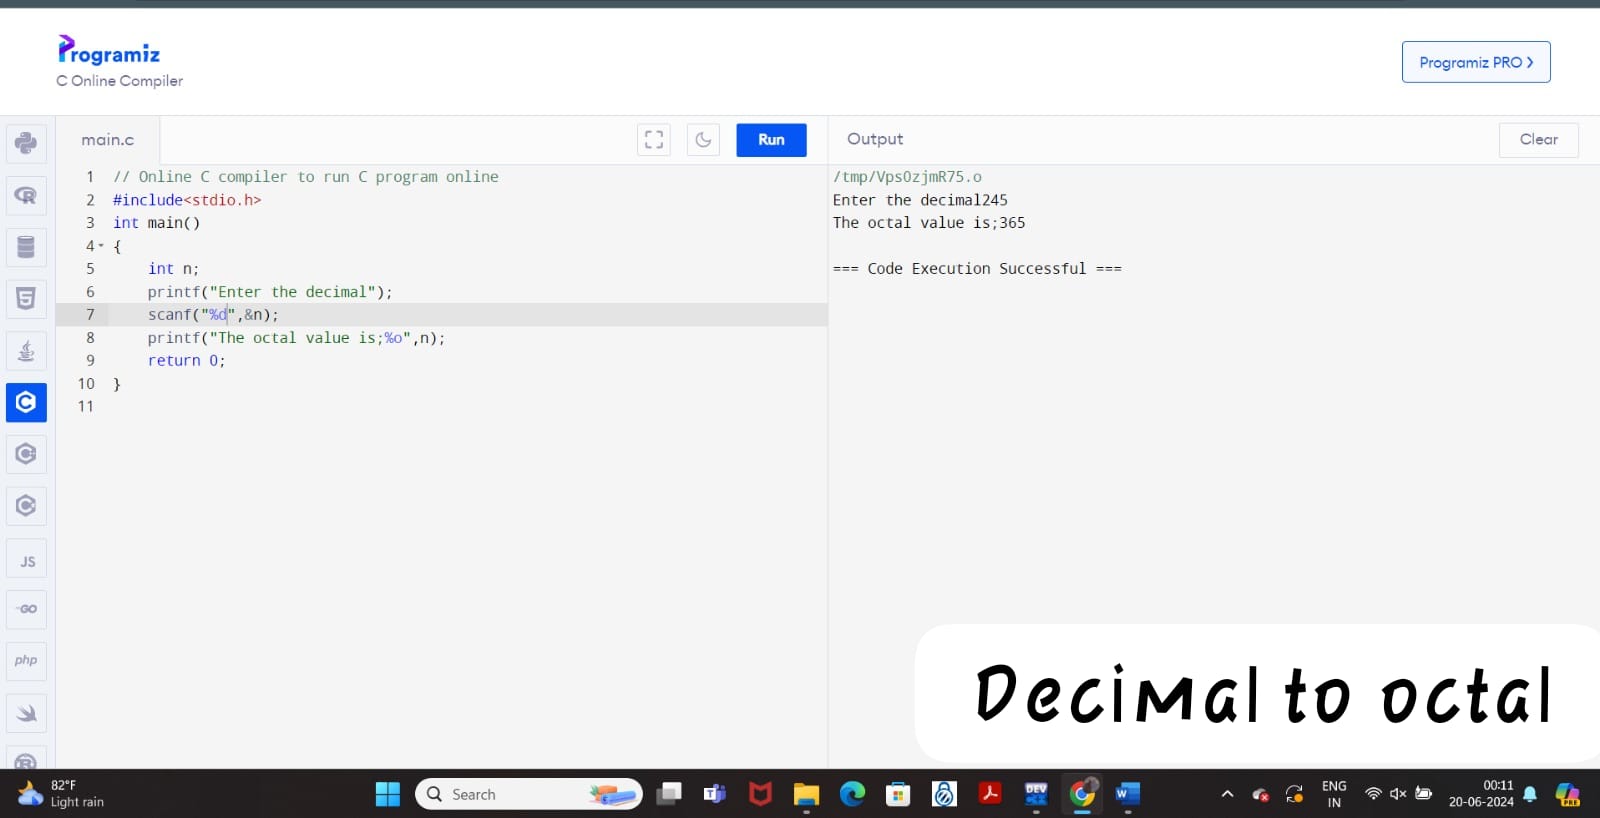 Programiz
C Online Compiler
Programiz PRO >
main.c
Run
Output
Clear
1 // Online C compiler to run C program online
2 #include<stdio.h>
3 int main()
4 {
5 int n;
6 printf("Enter the decimal");
7 scanf("%d",&n);
8 printf("The octal value is;%o",n);
9 return 0;
10 }
11
/tmp/Vps0zjmR75.o
Enter the decimal245
The octal value is;365
=== Code Execution Successful ===
JS
GO
php
Decimal to octal
82°F
Light rain
Search
DEV
ENG
IN
00:11
20-06-2024
PRE